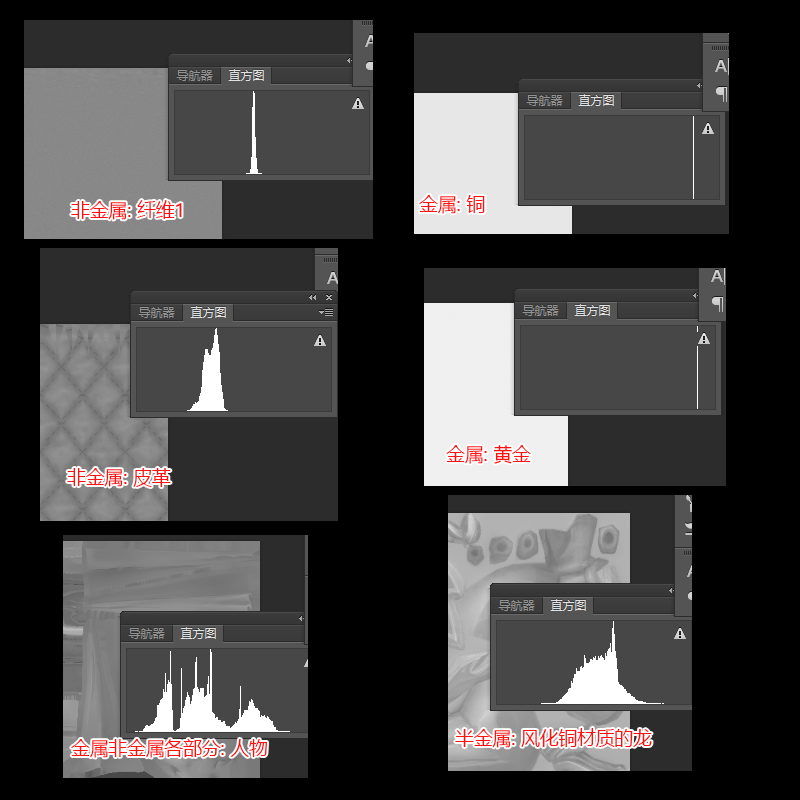 导航器 直方图
非金属: 纤维1
A
导航器 直方图
金属: 铜
A
导航器 直方图
非金属: 皮革
A
导航器 直方图
金属: 黄金
导航器 直方图
金属非金属各部分: 人物
导航器 直方图
半金属: 风化铜材质的龙